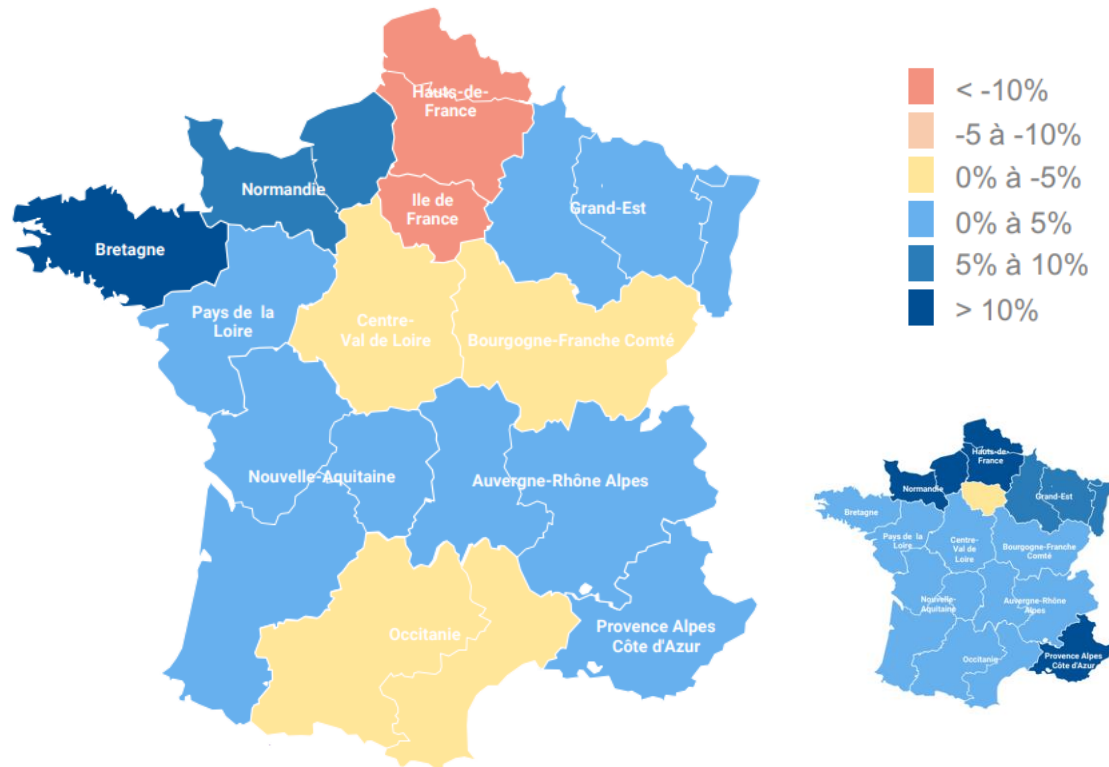 Hauts-de-
France
Normandie
Ile de
France
Grand-Est
Bretagne
Pays de la
Loire
Centre-
Val de Loire
Bourgogne-Franche Comté
Nouvelle-Aquitaine
Auvergne-Rhône Alpes
Occitanie
Provence Alpes
Côte d'Azur
< -10%
-5 à -10%
0% à -5%
0% à 5%
5% à 10%
> 10%
Hauts-de-
France
Normandie
Grand-Est
Bretagne
Pays de la
Loire
Centre-
Val de
Loire
Bourgogne-Franche
Comté
Nouvelle-
Aquitaine
Auvergne-Rhône
Alpes
Occitanie
Provence Alpes
Côte d'Azur